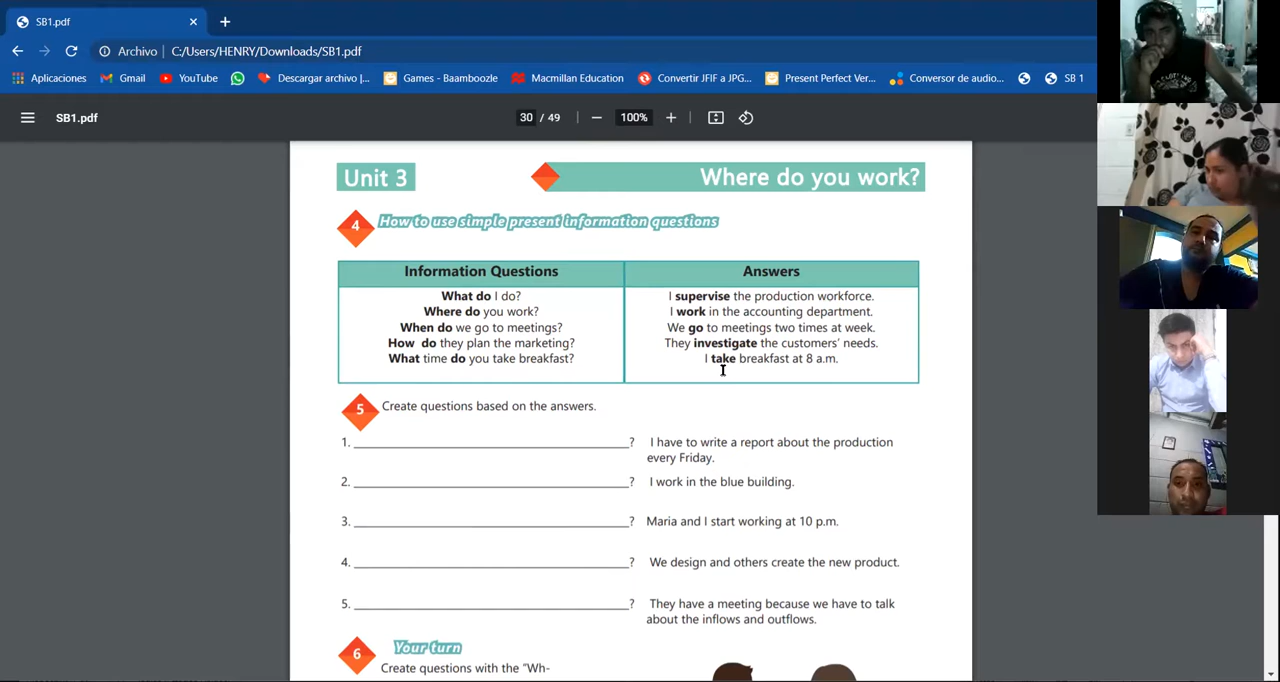 SB1.pdf
Archivo | C:/Users/HENRY/Downloads/SB1.pdf
Aplicaciones Gmail YouTube Descargar archivo |... Games - Baamboozle Macmillan Education Convertir JFIF a JPG... Present Perfect Ver... Conversor de audio... SB 1
SB1.pdf 30 / 49 100%
Unit 3 Where do you work?
4 How to use simple present information questions
Information Questions Answers
What do I do? I supervise the production workforce.
Where do you work? I work in the accounting department.
When do we go to meetings? We go to meetings two times at week.
How do they plan the marketing? They investigate the customers' needs.
What time do you take breakfast? I take breakfast at 8 a.m.
5 Create questions based on the answers.
1. ______________________________? I have to write a report about the production
every Friday.
2. ______________________________? I work in the blue building.
3. ______________________________? Maria and I start working at 10 p.m.
4. ______________________________? We design and others create the new product.
5. ______________________________? They have a meeting because we have to talk
about the inflows and outflows.
6 Your turn
Create questions with the "Wh-